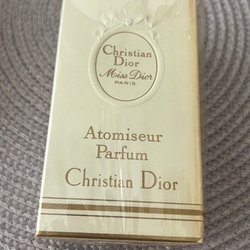 Christian
Dior
Miss Dior
PARIS
Atomiseur
Parfum
Christian Dior